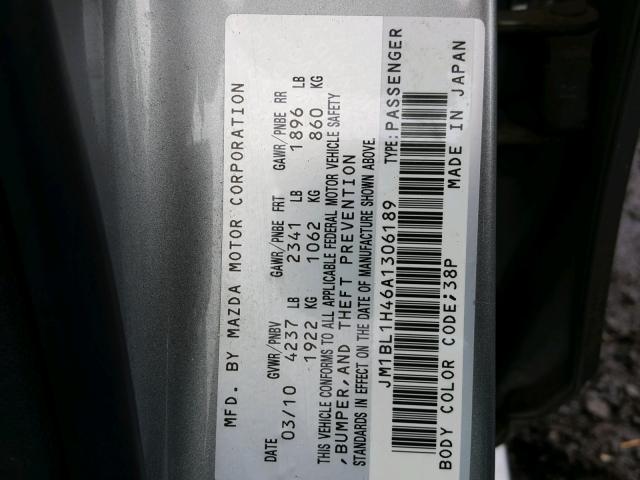 MFD. BY MAZDA MOTOR CORPORATION
DATE GVWR/PNBV GAWR/PNBE FRT GAWR/PNBE RR
03/10 4237 LB 2341 LB 1896 LB
1922 KG 1062 KG 860 KG
THIS VEHICLE CONFORMS TO ALL APPLICABLE FEDERAL MOTOR VEHICLE SAFETY
,BUMPER,AND THEFT PREVENTION
STANDARDS IN EFFECT ON THE DATE OF MANUFACTURE SHOWN ABOVE.
JM1BL1H46A1306189 TYPE:PASSENGER
BODY COLOR CODE;38P MADE IN JAPAN